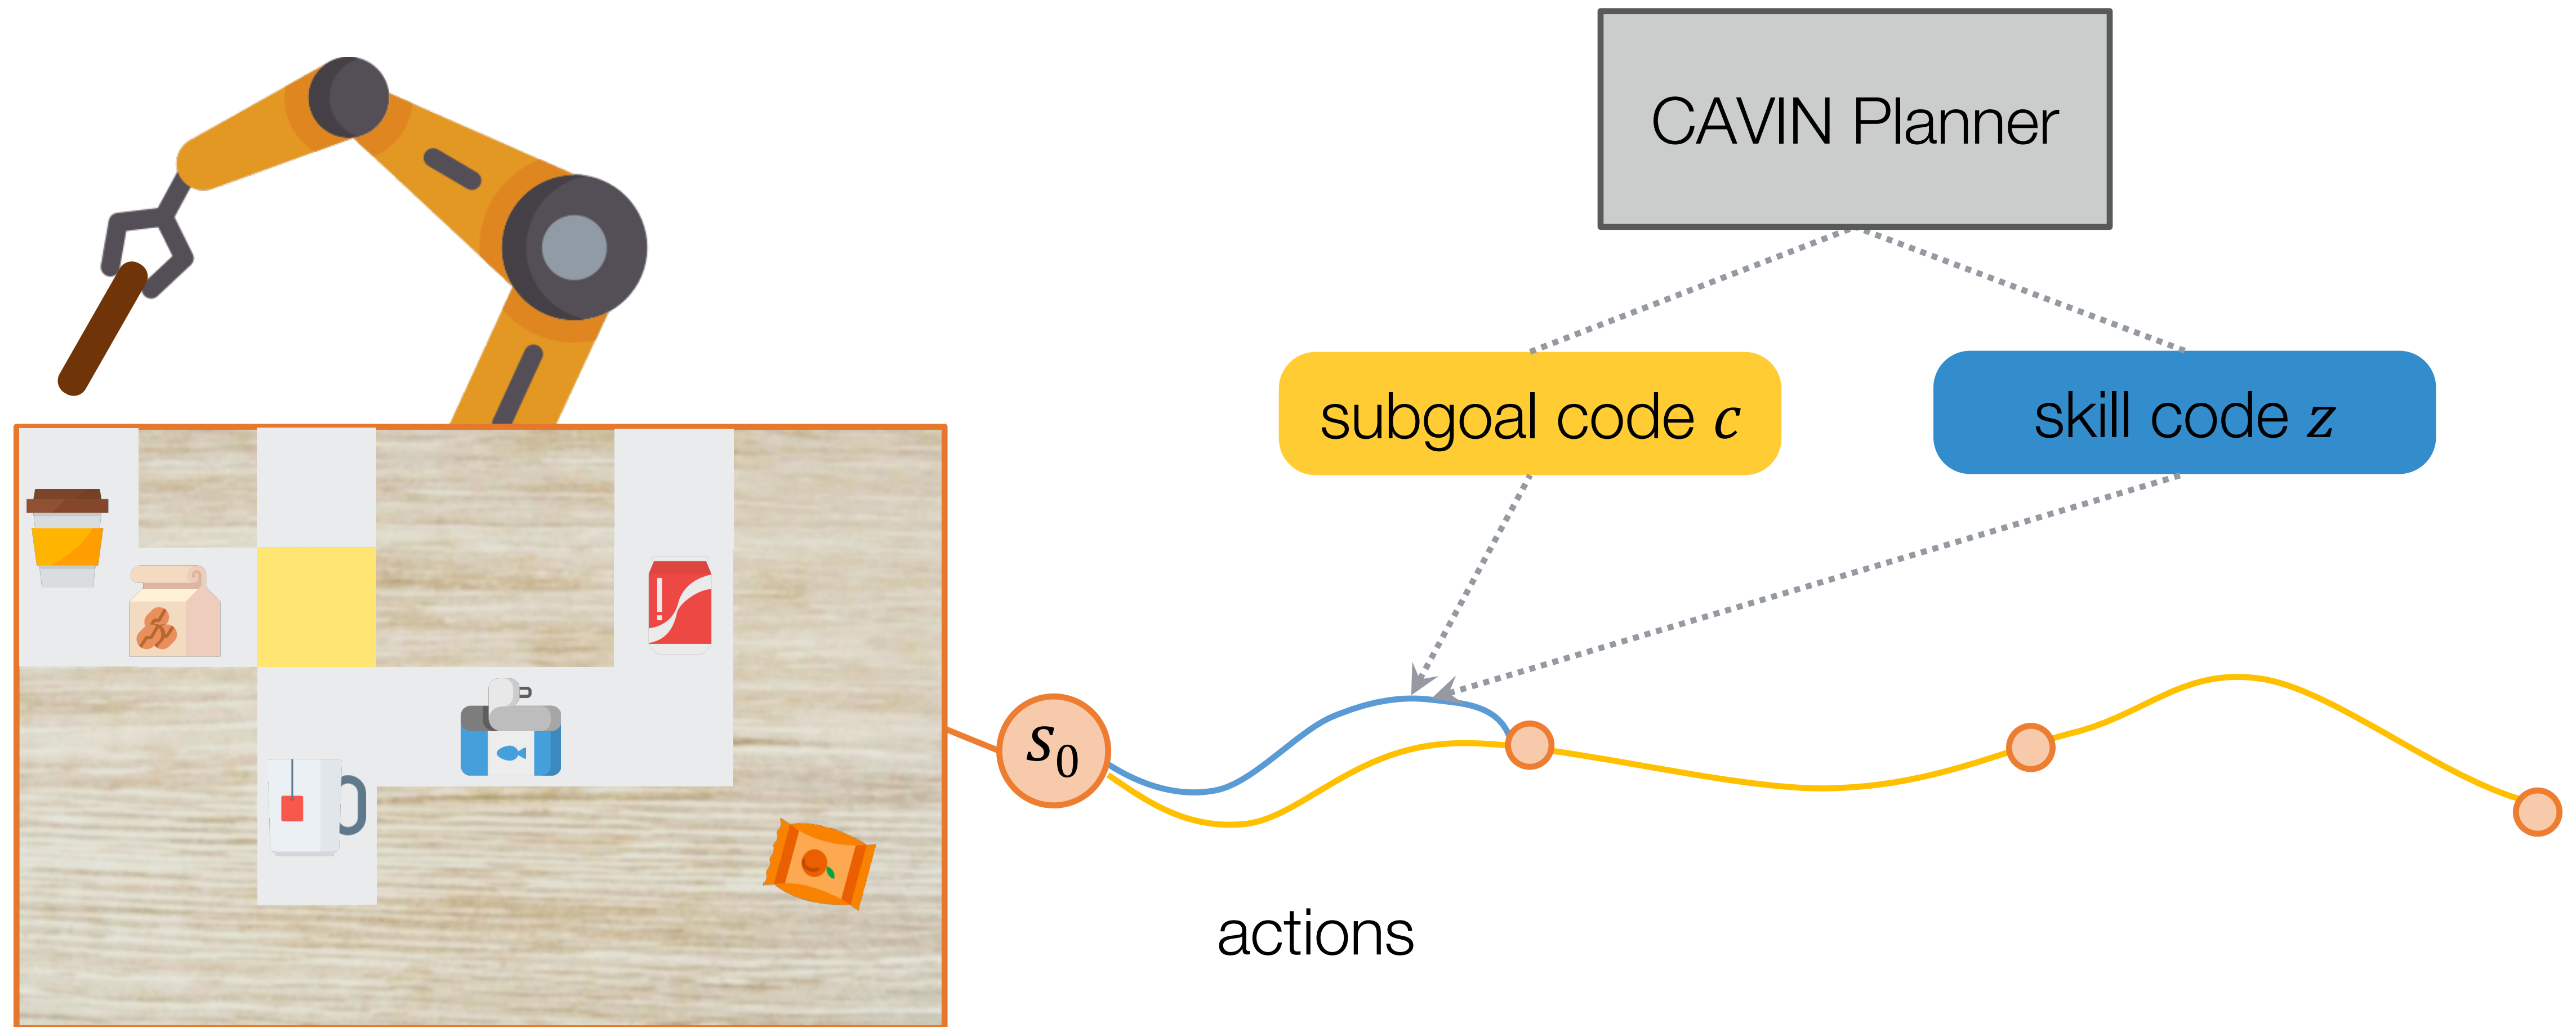 CAVIN Planner
subgoal code c
skill code z
s₀
actions